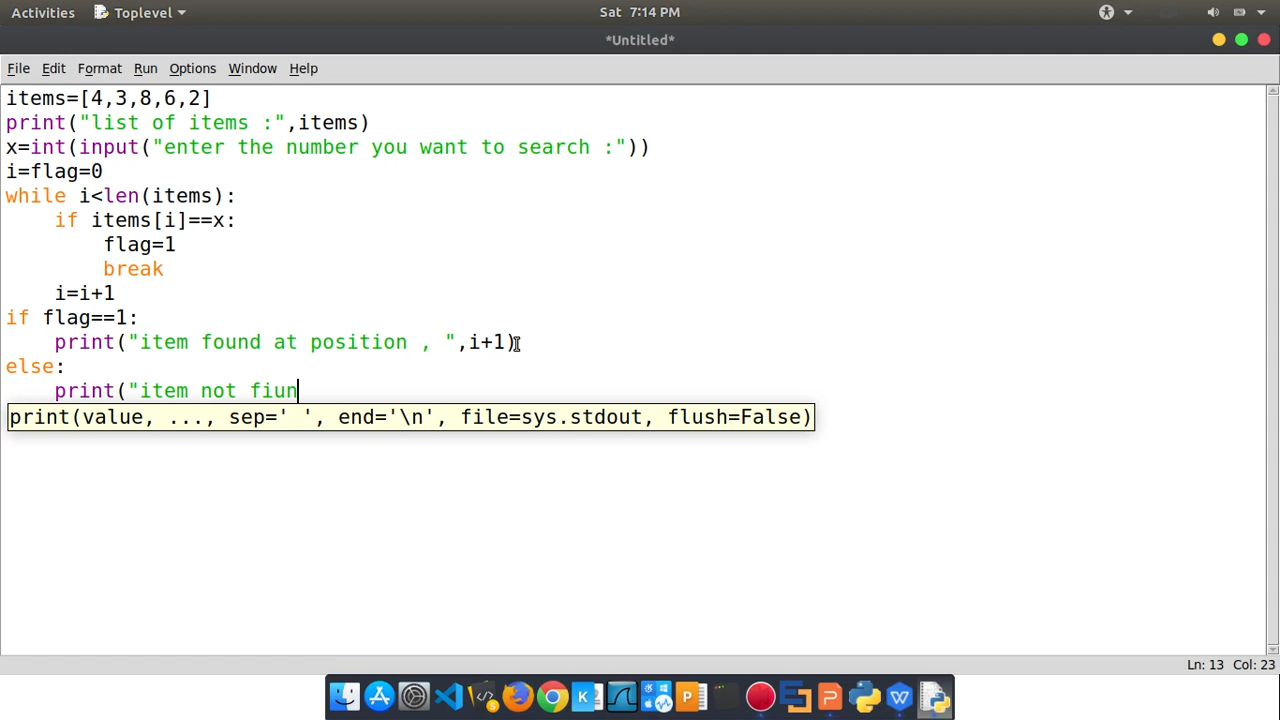 Activities Toplevel Sat 7:14 PM
*Untitled*
File Edit Format Run Options Window Help
items=[4,3,8,6,2]
print("list of items :",items)
x=int(input("enter the number you want to search :"))
i=flag=0
while i<len(items):
    if items[i]==x:
        flag=1
        break
    i=i+1
if flag==1:
    print("item found at position , ",i+1)
else:
    print("item not fiun
print(value, ..., sep=' ', end='\n', file=sys.stdout, flush=False)
Ln: 13 Col: 23